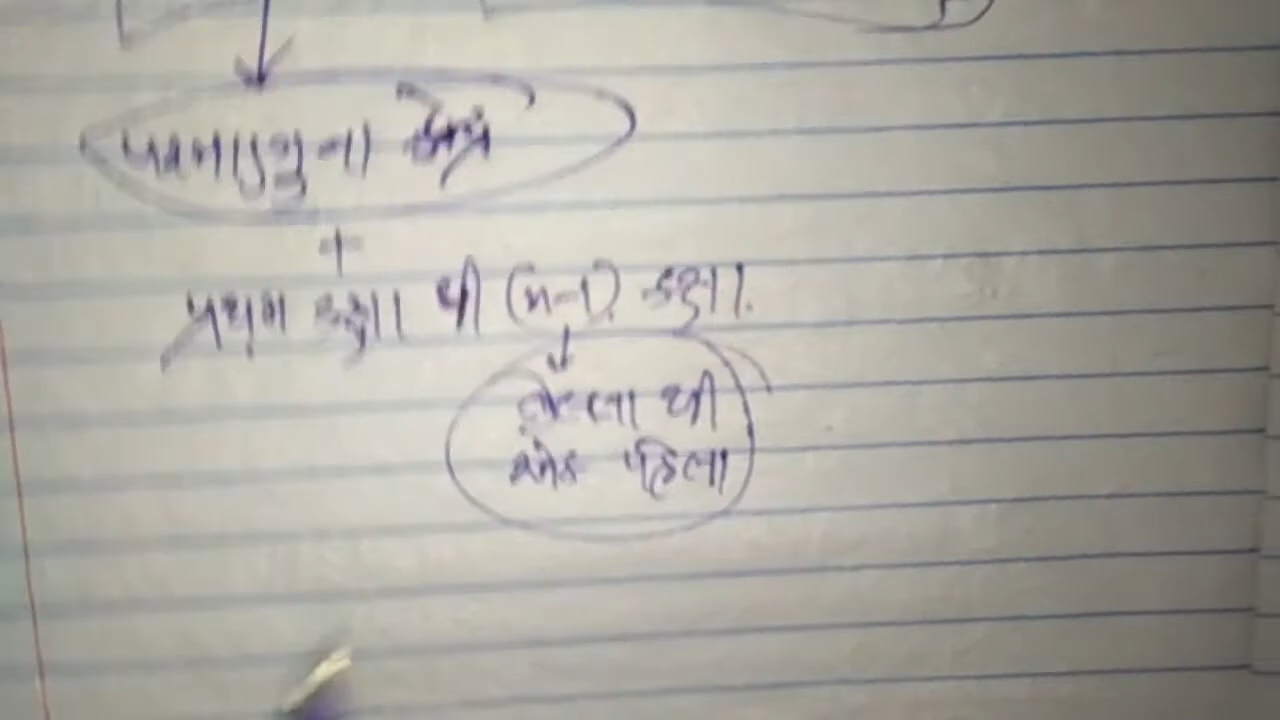 પરમાણુના કેન્દ્ર
+
પ્રથમ કક્ષા થી (n-1) કક્ષા.
છેલ્લા થી
એક પહેલા